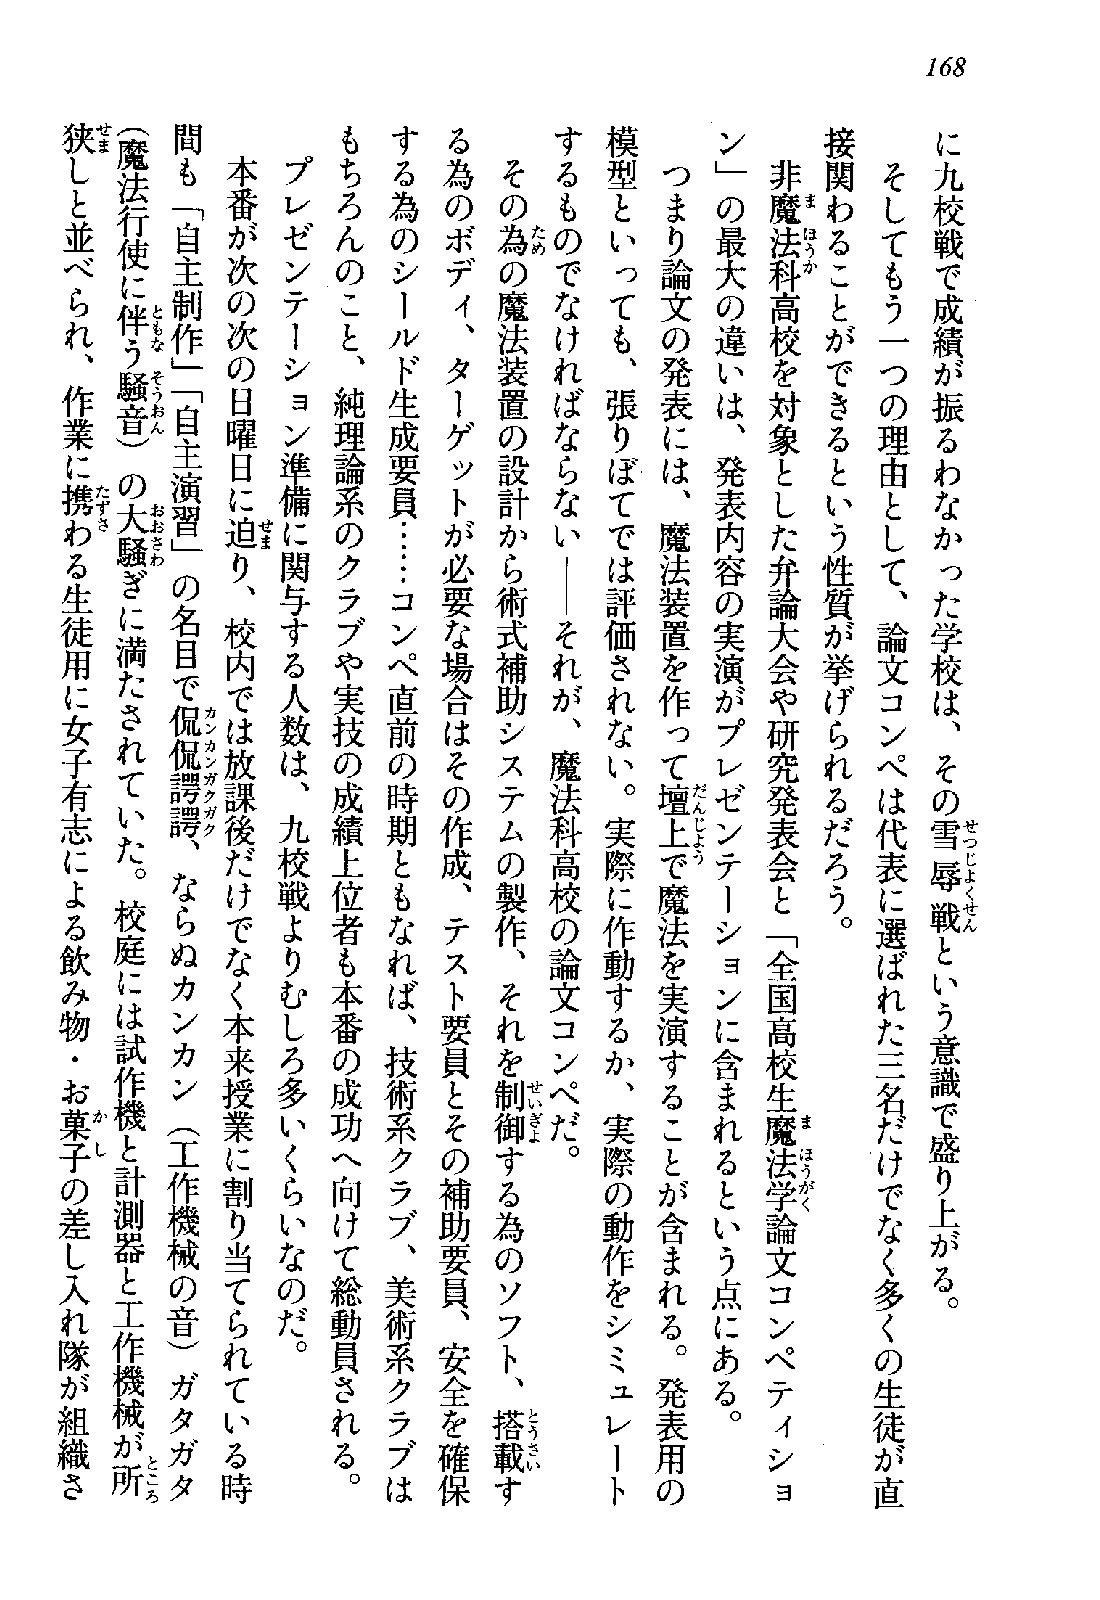 168
に九校戦で成績が振るわなかった学校は、その雪辱戦という意識で盛り上がる。
そしてもう一つの理由として、論文コンペは代表に選ばれた三名だけでなく多くの生徒が直
接関わることができるという性質が挙げられるだろう。
非魔法科高校を対象とした弁論大会や研究発表会と「全国高校生魔法学論文コンペティショ
ン」の最大の違いは、発表内容の実演がプレゼンテーションに含まれるという点にある。
つまり論文の発表には、魔法装置を作って壇上で魔法を実演することが含まれる。発表用の
模型といっても、張りぼてでは評価されない。実際に作動するか、実際の動作をシミュレート
するものでなければならない――それが、魔法科高校の論文コンペだ。
その為の魔法装置の設計から術式補助システムの製作、それを制御する為のソフト、搭載す
る為のボディ、ターゲットが必要な場合はその作成、テスト要員とその補助要員、安全を確保
する為のシールド生成要員……コンペ直前の時期ともなれば、技術系クラブ、美術系クラブは
もちろんのこと、純理論系のクラブや実技の成績上位者も本番の成功へ向けて総動員される。
プレゼンテーション準備に関与する人数は、九校戦よりむしろ多いくらいなのだ。
本番が次の次の日曜日に迫り、校内では放課後だけでなく本来授業に割り当てられている時
間も「自主制作」「自主演習」の名目で侃侃諤諤、ならぬカンカン（工作機械の音）ガタガタ
（魔法行使に伴う騒音）の大騒ぎに満たされていた。校庭には試作機と計測器と工作機械が所
狭しと並べられ、作業に携わる生徒用に女子有志による飲み物・お菓子の差し入れ隊が組織さ